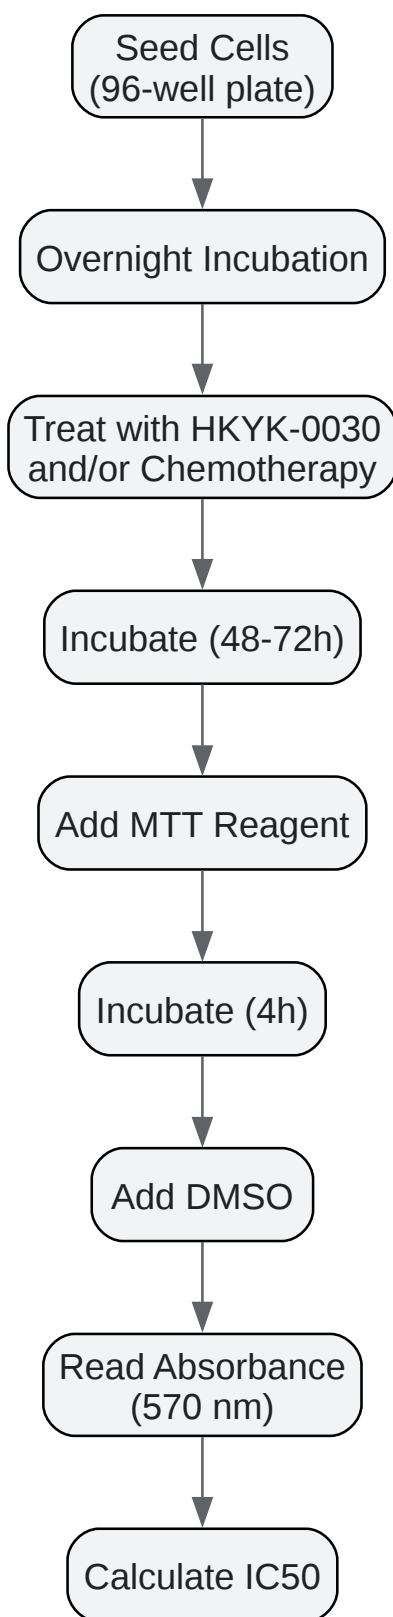 Seed Cells
(96-well plate)
Overnight Incubation
Treat with HKYK-0030
and/or Chemotherapy
Incubate (48-72h)
Add MTT Reagent
Incubate (4h)
Add DMSO
Read Absorbance
(570 nm)
Calculate IC50